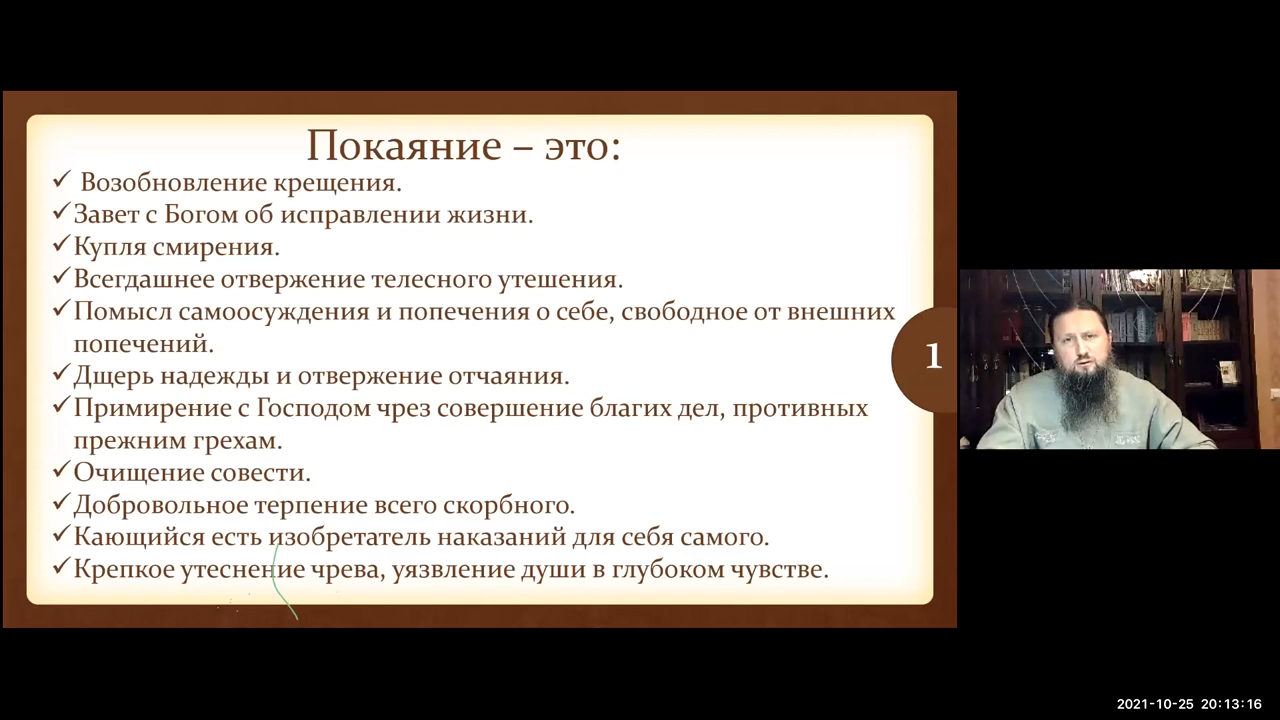 Покаяние – это:
✓ Возобновление крещения.
✓Завет с Богом об исправлении жизни.
✓Купля смирения.
✓Всегдашнее отвержение телесного утешения.
✓Помысл самоосуждения и попечения о себе, свободное от внешних
попечений.
✓Дщерь надежды и отвержение отчаяния.
✓Примирение с Господом чрез совершение благих дел, противных
прежним грехам.
✓Очищение совести.
✓Добровольное терпение всего скорбного.
✓Кающийся есть изобретатель наказаний для себя самого.
✓Крепкое утеснение чрева, уязвление души в глубоком чувстве.
1
2021-10-25 20:13:16